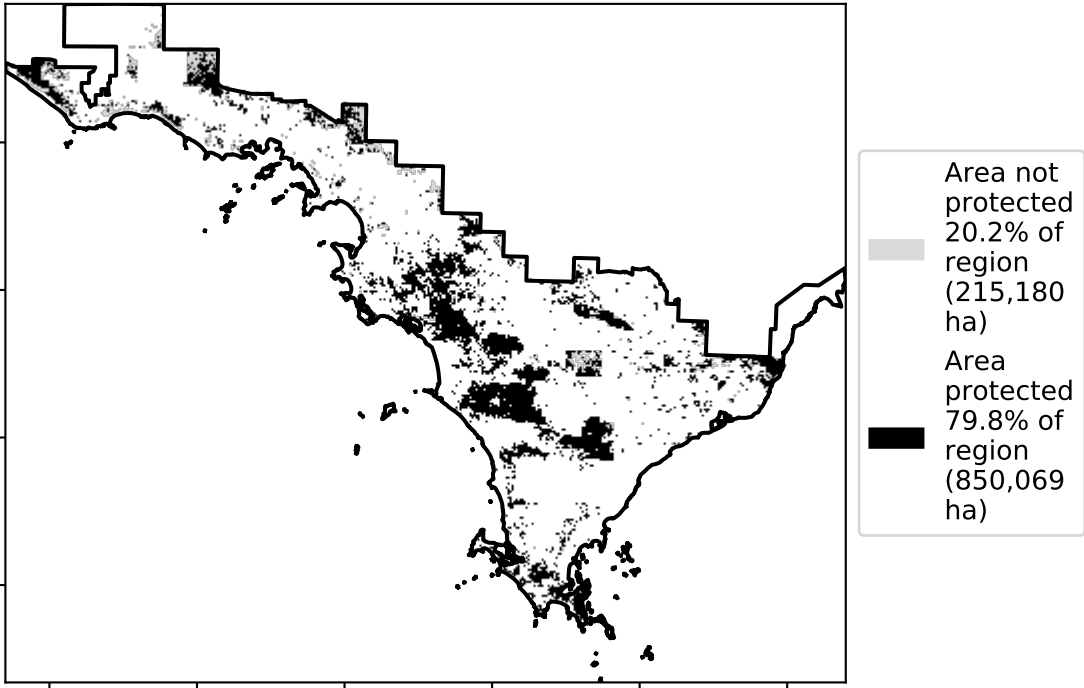 Area not
protected
20.2% of
region
(215,180
ha)
Area
protected
79.8% of
region
(850,069
ha)